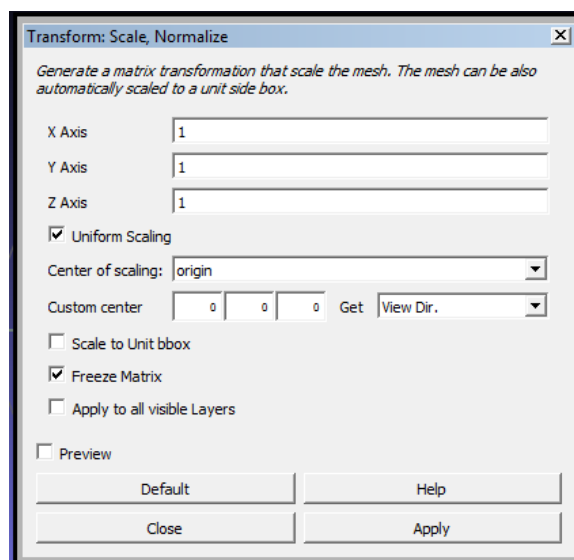 Transform: Scale, Normalize
Generate a matrix transformation that scale the mesh. The mesh can be also
automatically scaled to a unit side box.
X Axis 1
Y Axis 1
Z Axis 1
Uniform Scaling
Center of scaling: origin
Custom center 0 0 0 Get View Dir.
Scale to Unit bbox
Freeze Matrix
Apply to all visible Layers
Preview
Default Help
Close Apply